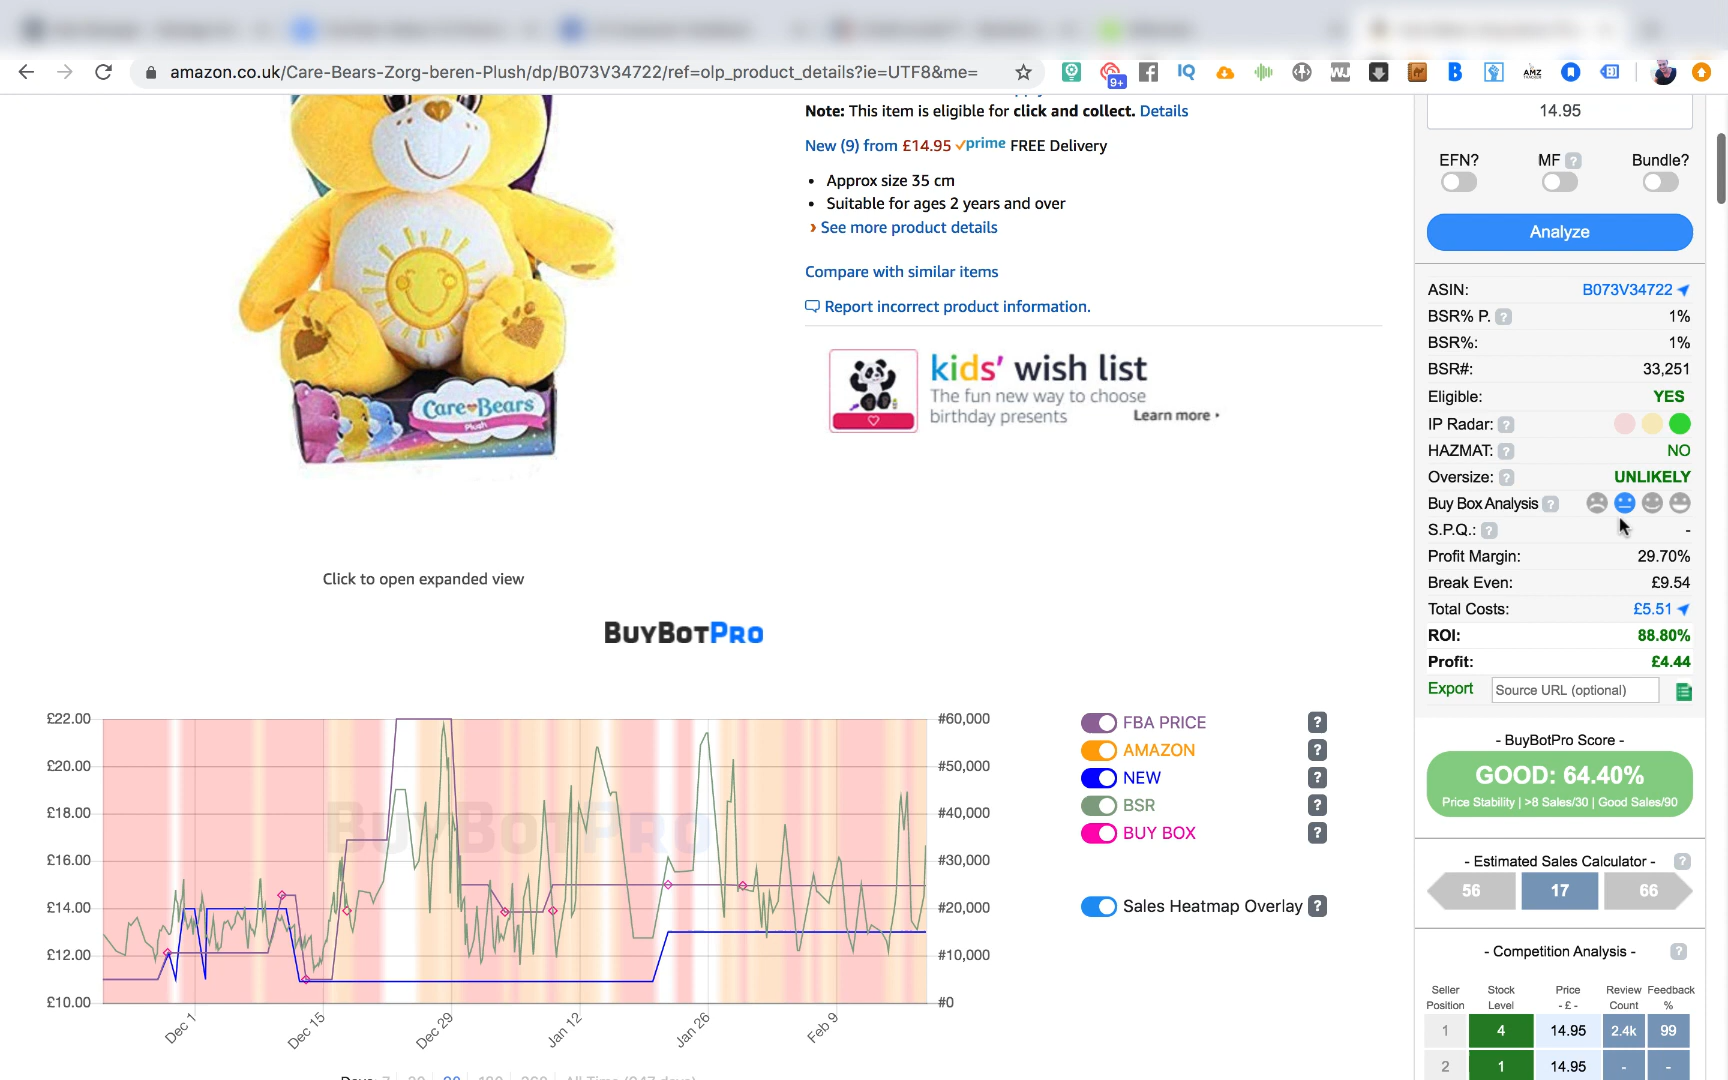 amazon.co.uk/Care-Bears-Zorg-beren-Plush/dp/B073V34722/ref=olp_product_details?ie=UTF8&me=
9+
IQ
WJ
B
AMZ
Note: This item is eligible for click and collect. Details
New (9) from £14.95 prime FREE Delivery
• Approx size 35 cm
• Suitable for ages 2 years and over
› See more product details
Compare with similar items
Report incorrect product information.
kids' wish list
The fun new way to choose
birthday presents
Learn more
Care Bears
Plush
Click to open expanded view
BUYBOTPRO
£22.00
£20.00
£18.00
£16.00
£14.00
£12.00
£10.00
BUYBOTPRO
#60,000
#50,000
#40,000
#30,000
#20,000
#10,000
#0
Dec 1
Dec 15
Dec 29
Jan 12
Jan 26
Feb 9
FBA PRICE ?
AMAZON ?
NEW ?
BSR ?
BUY BOX ?
Sales Heatmap Overlay ?
14.95
EFN? MF ? Bundle?
Analyze
ASIN: B073V34722
BSR% P. ? 1%
BSR%: 1%
BSR#: 33,251
Eligible: YES
IP Radar: ?
HAZMAT: ? NO
Oversize: ? UNLIKELY
Buy Box Analysis ?
S.P.Q.: ? -
Profit Margin: 29.70%
Break Even: £9.54
Total Costs: £5.51
ROI: 88.80%
Profit: £4.44
Export Source URL (optional)
- BuyBotPro Score -
GOOD: 64.40%
Price Stability | >8 Sales/30 | Good Sales/90
- Estimated Sales Calculator - ?
56 17 66
- Competition Analysis - ?
Seller Position Stock Level Price - £ - Review Count Feedback %
1 4 14.95 2.4k 99
2 1 14.95 - -